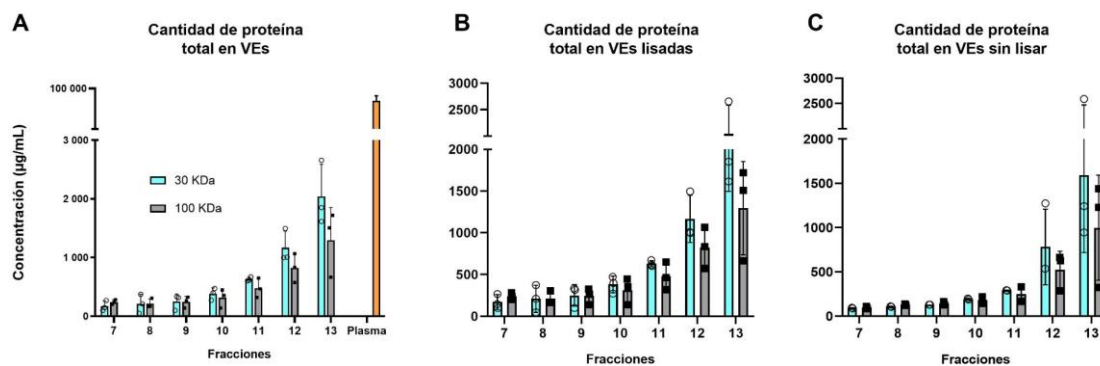 A
Cantidad de proteína
total en VEs
Concentración (µg/mL)
100 000
3 000
2 000
1 000
0
30 KDa
100 KDa
7 8 9 10 11 12 13 Plasma
Fracciones
B
Cantidad de proteína
total en VEs lisadas
3000
2500
2000
1500
1000
500
0
7 8 9 10 11 12 13
Fracciones
C
Cantidad de proteína
total en VEs sin lisar
3000
2500
2000
1500
1000
500
0
7 8 9 10 11 12 13
Fracciones